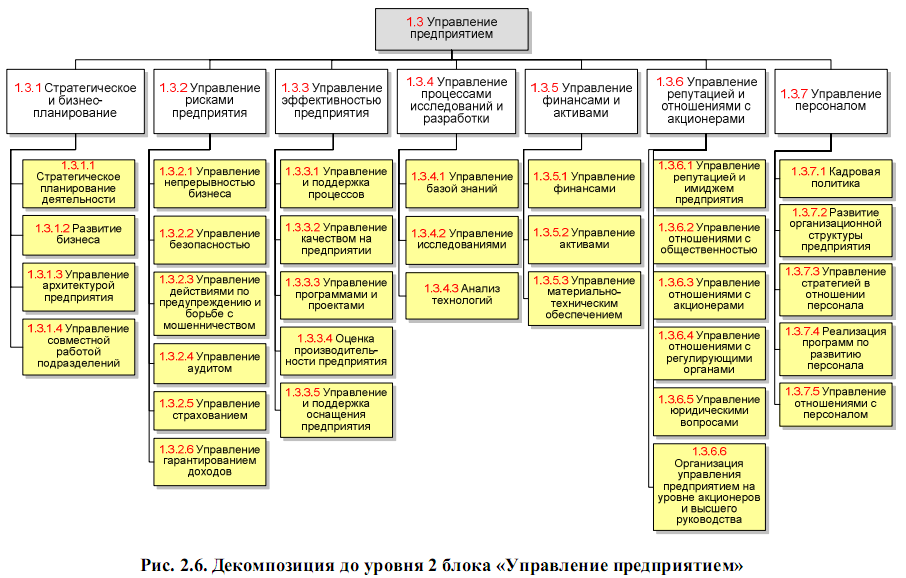 1.3 Управление
предприятием
1.3.1 Стратегическое
и бизнес-
планирование
1.3.2 Управление
рисками
предприятия
1.3.3 Управление
эффективностью
предприятия
1.3.4 Управление
процессами
исследований и
разработки
1.3.5 Управление
финансами и
активами
1.3.6 Управление
репутацией и
отношениями с
акционерами
1.3.7 Управление
персоналом
1.3.1.1
Стратегическое
планирование
деятельности
1.3.1.2 Развитие
бизнеса
1.3.1.3 Управление
архитектурой
предприятия
1.3.1.4 Управление
совместной
работой
подразделений
1.3.2.1 Управление
непрерывностью
бизнеса
1.3.2.2 Управление
безопасностью
1.3.2.3 Управление
действиями по
предупреждению и
борьбе с
мошенничеством
1.3.2.4 Управление
аудитом
1.3.2.5 Управление
страхованием
1.3.2.6 Управление
гарантированием
доходов
1.3.3.1 Управление
и поддержка
процессов
1.3.3.2 Управление
качеством на
предприятии
1.3.3.3 Управление
программами и
проектами
1.3.3.4 Оценка
производитель-
ности предприятия
1.3.3.5 Управление
и поддержка
оснащения
предприятия
1.3.4.1 Управление
базой знаний
1.3.4.2 Управление
исследованиями
1.3.4.3 Анализ
технологий
1.3.5.1 Управление
финансами
1.3.5.2 Управление
активами
1.3.5.3 Управление
материально-
техническим
обеспечением
1.3.6.1 Управление
репутацией и
имиджем
предприятия
1.3.6.2 Управление
отношениями с
общественностью
1.3.6.3 Управление
отношениями с
акционерами
1.3.6.4 Управление
отношениями с
регулирующими
органами
1.3.6.5 Управление
юридическими
вопросами
1.3.6.6
Организация
управления
предприятием на
уровне акционеров
и высшего
руководства
1.3.7.1 Кадровая
политика
1.3.7.2 Развитие
организационной
структуры
предприятия
1.3.7.3 Управление
стратегией в
отношении
персонала
1.3.7.4 Реализация
программ по
развитию
персонала
1.3.7.5 Управление
отношениями с
персоналом
Рис. 2.6. Декомпозиция до уровня 2 блока «Управление предприятием»